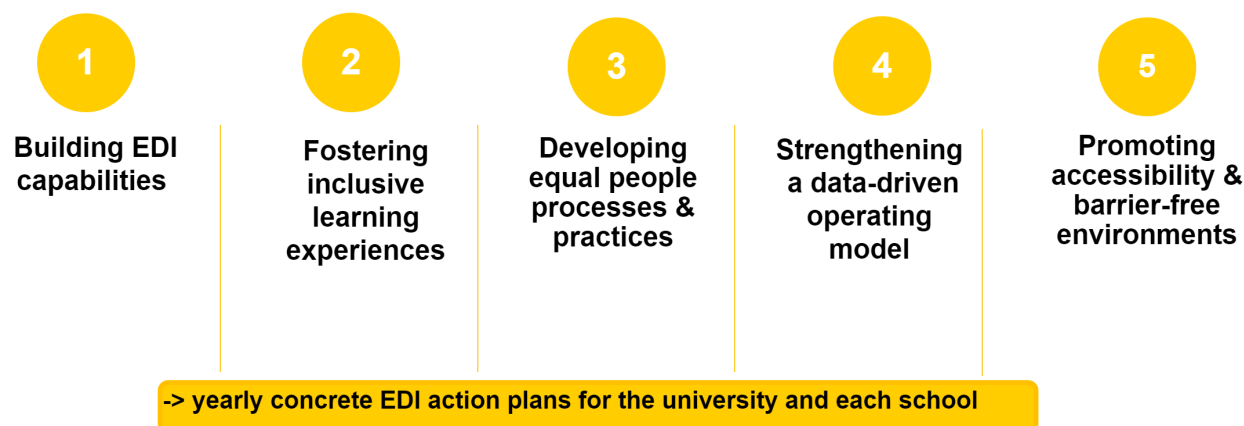 1
Building EDI
capabilities
2
Fostering
inclusive
learning
experiences
3
Developing
equal people
processes &
practices
4
Strengthening
a data-driven
operating
model
5
Promoting
accessibility &
barrier-free
environments
-> yearly concrete EDI action plans for the university and each school